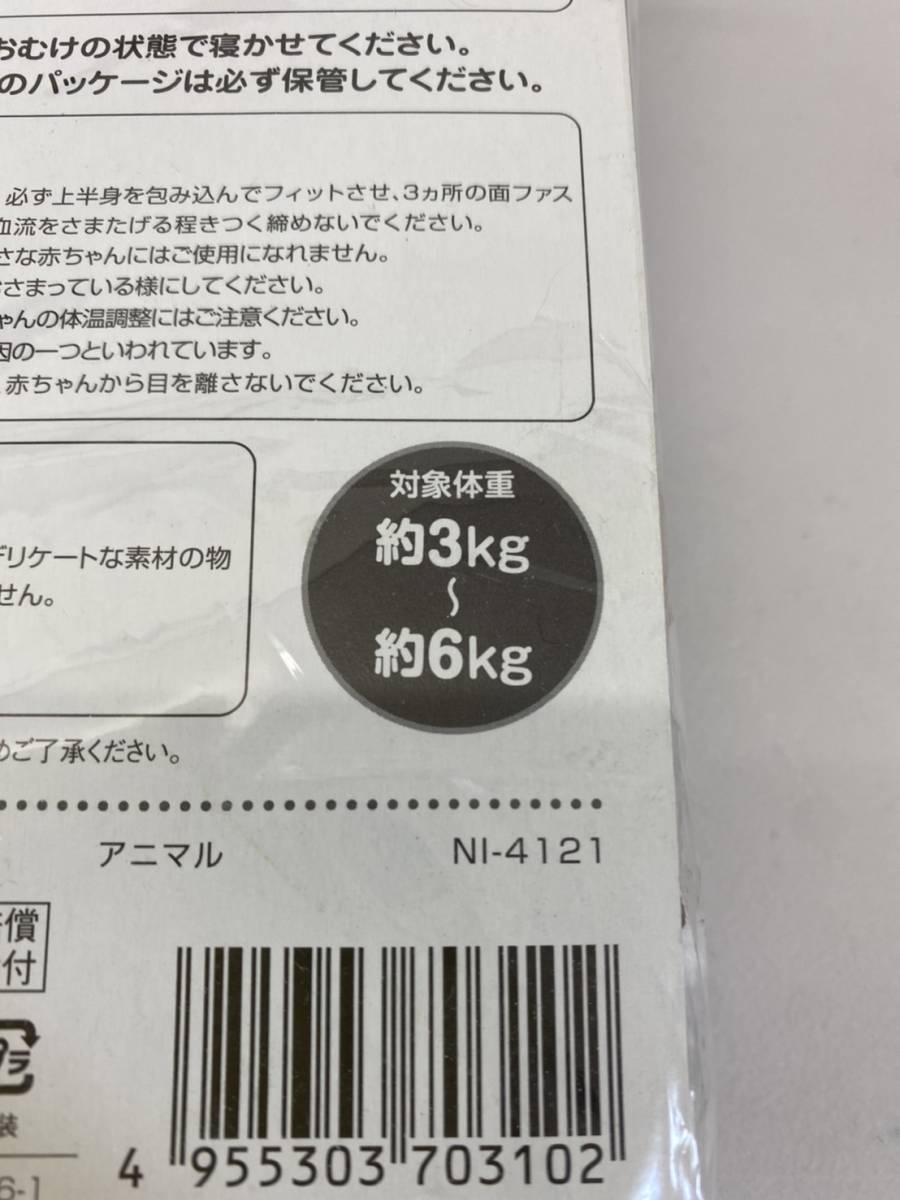 おむけの状態で寝かせてください。
のパッケージは必ず保管してください。
必ず上半身を包み込んでフィットさせ、3ヵ所の面ファス
血流をさまたげる程きつく締めないでください。
さな赤ちゃんにはご使用になれません。
おさまっている様にしてください。
ゃんの体温調整にはご注意ください。
因の一つといわれています。
赤ちゃんから目を離さないでください。
対象体重
約3kg
〜
約6kg
デリケートな素材の物
せん。
めご了承ください。
アニマル NI-4121
賠償
付
プラ
装
6-1
4 955303 703102